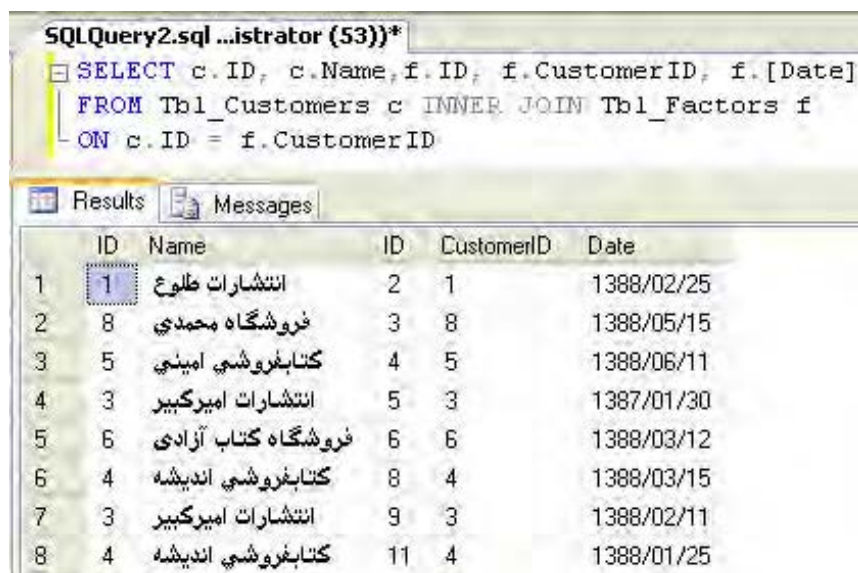 SQLQuery2.sql ...istrator (53))*
SELECT c.ID, c.Name,f.ID, f.CustomerID, f.[Date]
FROM Tbl_Customers c INNER JOIN Tbl_Factors f
ON c.ID = f.CustomerID
Results Messages
ID Name ID CustomerID Date
1 1 انتشارات طلوع 2 1 1388/02/25
2 8 فروشگاه محمدي 3 8 1388/05/15
3 5 كتابفروشي اميني 4 5 1388/06/11
4 3 انتشارات اميركبير 5 3 1387/01/30
5 6 فروشگاه كتاب آزادى 6 6 1388/03/12
6 4 كتابفروشي انديشه 8 4 1388/03/15
7 3 انتشارات اميركبير 9 3 1388/02/11
8 4 كتابفروشي انديشه 11 4 1388/01/25